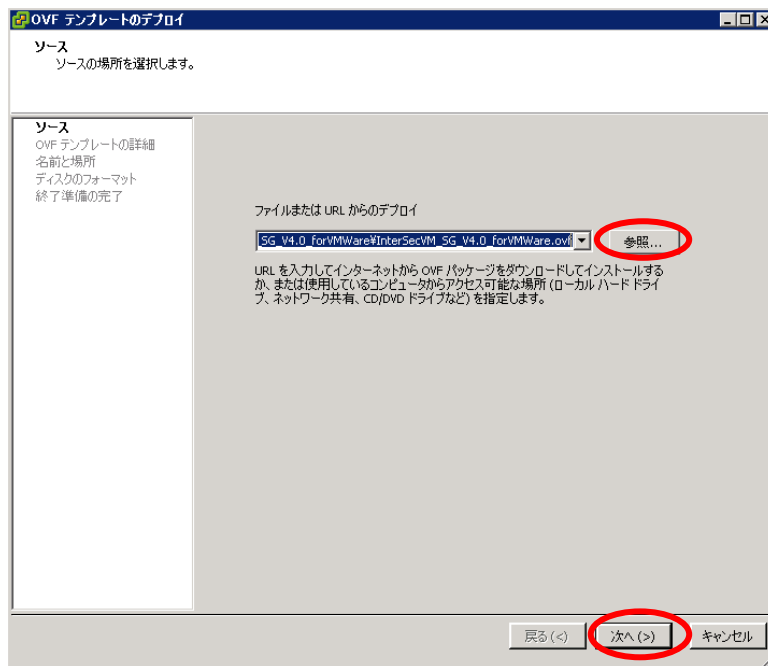 OVF テンプレートのデプロイ
ソース
ソースの場所を選択します。
ソース
OVF テンプレートの詳細
名前と場所
ディスクのフォーマット
終了準備の完了
ファイルまたは URL からのデプロイ
SG_V4.0_forVMWare¥InterSecVM_SG_V4.0_forVMWare.ovf
参照...
URL を入力してインターネットから OVF パッケージをダウンロードしてインストールする
か、または使用しているコンピュータからアクセス可能な場所 (ローカル ハード ドライ
ブ、ネットワーク共有、CD/DVD ドライブなど) を指定します。
戻る(<)
次へ(>)
キャンセル